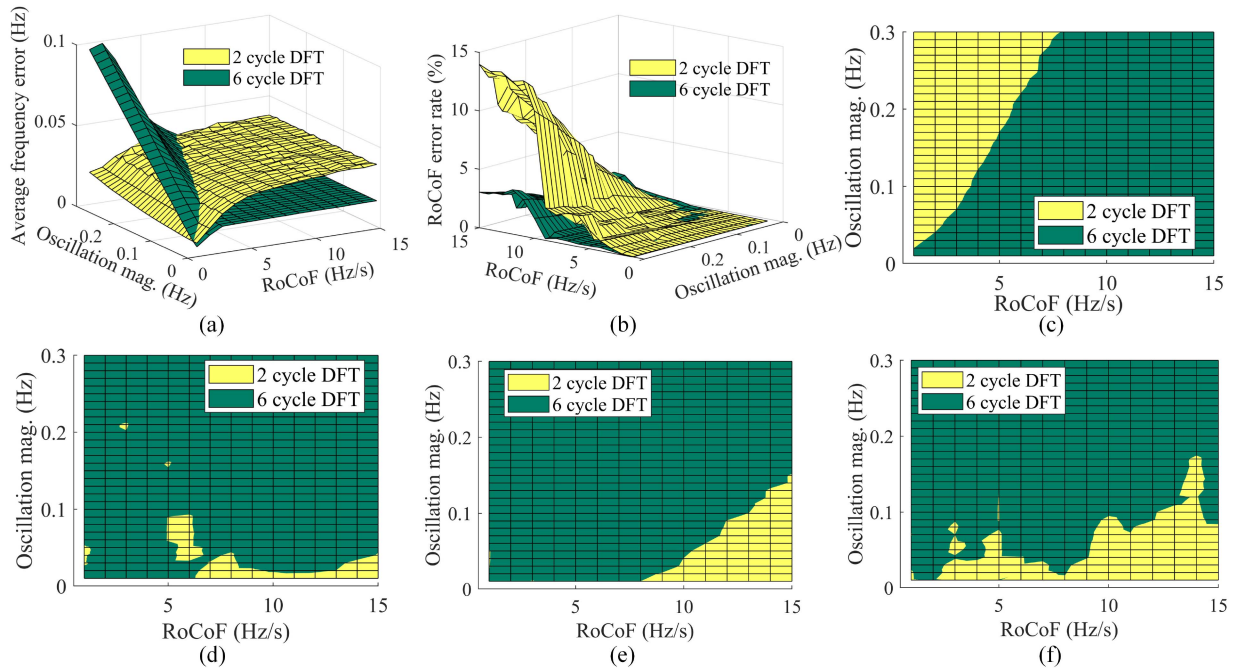 Average frequency error (Hz)
0.1
0.05
0
2 cycle DFT
6 cycle DFT
0.2
0.1
0
Oscillation mag. (Hz)
0
5
10
15
RoCoF (Hz/s)
(a)
RoCoF error rate (%)
15
10
5
0
2 cycle DFT
6 cycle DFT
15
10
5
0
RoCoF (Hz/s)
0.2
0.1
0
Oscillation mag. (Hz)
(b)
Oscillation mag. (Hz)
0.3
0.2
0.1
0
2 cycle DFT
6 cycle DFT
5
10
15
RoCoF (Hz/s)
(c)
Oscillation mag. (Hz)
0.3
0.2
0.1
0
2 cycle DFT
6 cycle DFT
5
10
15
RoCoF (Hz/s)
(d)
Oscillation mag. (Hz)
0.3
0.2
0.1
0
2 cycle DFT
6 cycle DFT
5
10
15
RoCoF (Hz/s)
(e)
Oscillation mag. (Hz)
0.3
0.2
0.1
0
2 cycle DFT
6 cycle DFT
5
10
15
RoCoF (Hz/s)
(f)